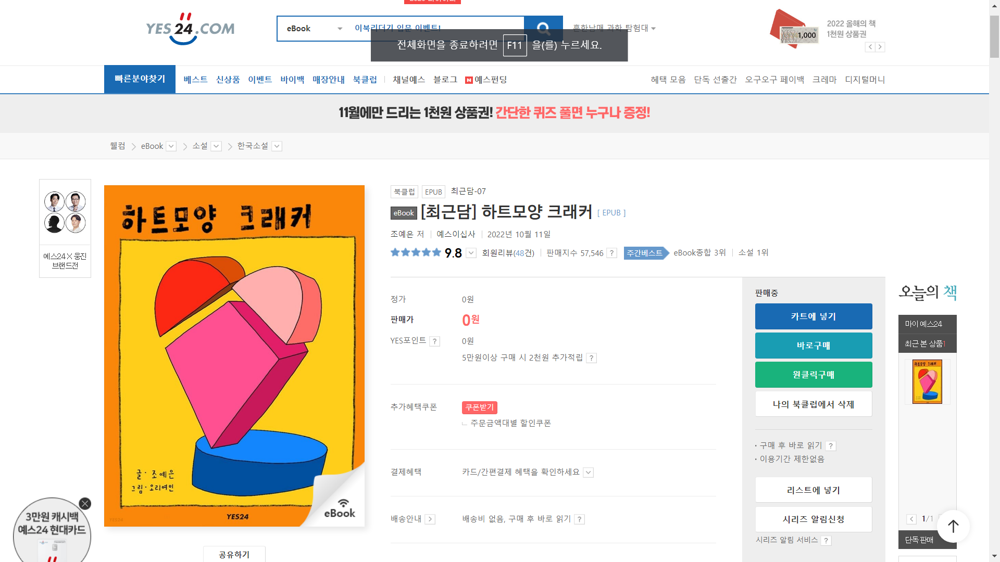 YES24.COM
eBook
이북리더기 입문 이벤트!
흔한남매 과학 탐험대
전체화면을 종료하려면 F11 을(를) 누르세요.
1,000
2022 올해의 책
1천원 상품권
빠른분야찾기
베스트 신상품 이벤트 바이백 매장안내 북클럽 채널예스 블로그 N 예스펀딩
혜택 모음 단독 선출간 오구오구 페이백 크레마 디지털머니
11월에만 드리는 1천원 상품권! 간단한 퀴즈 풀면 누구나 증정!
웰컴 eBook 소설 한국소설
예스24 X 웅진
브랜드전
하트모양 크래커
글·조예은
그림·오리여인
YES24
eBook
북클럽 EPUB 최근담-07
eBook [최근담] 하트모양 크래커 [ EPUB ]
조예은 저 예스이십사 2022년 10월 11일
9.8 회원리뷰(48건) 판매지수 57,546 ? 주간베스트 eBook종합 3위 소설 1위
정가 0원
판매가 0원
YES포인트 ? 0원
5만원이상 구매 시 2천원 추가적립 ?
추가혜택쿠폰 쿠폰받기
주문금액대별 할인쿠폰
결제혜택 카드/간편결제 혜택을 확인하세요
배송안내 배송비 없음, 구매 후 바로 읽기 ?
공유하기
판매중
카트에 넣기
바로구매
원클릭구매
나의 북클럽에서 삭제
· 구매 후 바로 읽기 ?
· 이용기간 제한없음
리스트에 넣기
시리즈 알림신청
시리즈 알림 서비스 ?
오늘의 책
마이 예스24
최근 본 상품1
하트모양 크래커
1/1
단독 판매
3만원 캐시백
예스24 현대카드